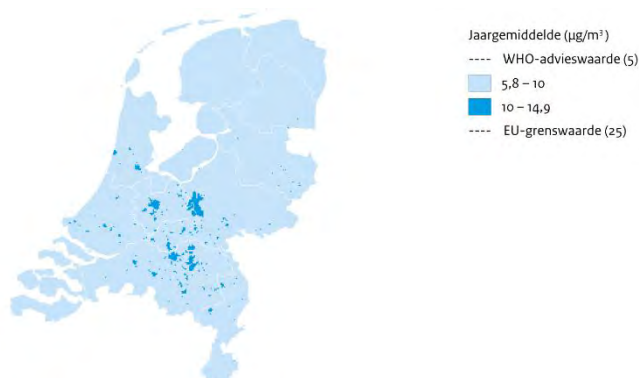 Jaargemiddelde (µg/m³)
---- WHO-advieswaarde (5)
5,8 – 10
10 – 14,9
---- EU-grenswaarde (25)